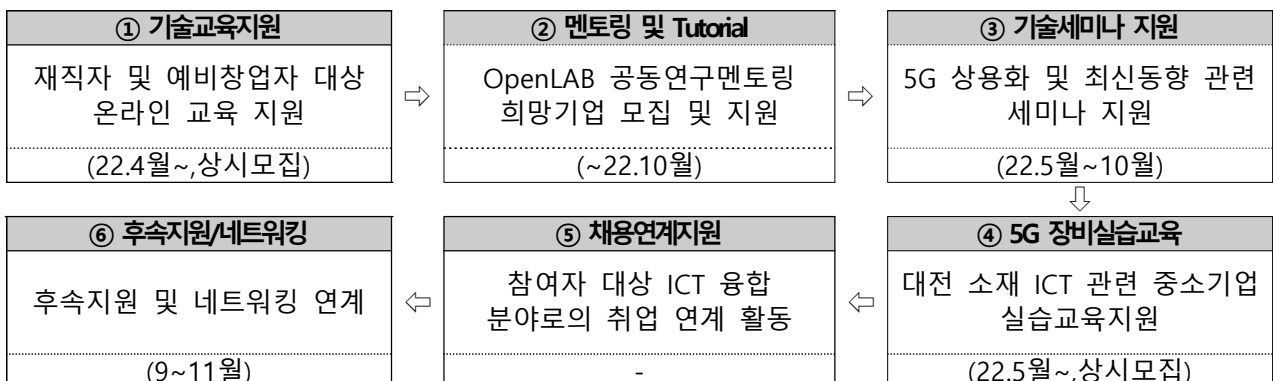 ① 기술교육지원
재직자 및 예비창업자 대상
온라인 교육 지원
(22.4월~,상시모집)
⇨
② 멘토링 및 Tutorial
OpenLAB 공동연구멘토링
희망기업 모집 및 지원
(~22.10월)
⇨
③ 기술세미나 지원
5G 상용화 및 최신동향 관련
세미나 지원
(22.5월~10월)
⇩
④ 5G 장비실습교육
대전 소재 ICT 관련 중소기업
실습교육지원
(22.5월~,상시모집)
⇦
⑤ 채용연계지원
참여자 대상 ICT 융합
분야로의 취업 연계 활동
-
⇦
⑥ 후속지원/네트워킹
후속지원 및 네트워킹 연계
(9~11월)